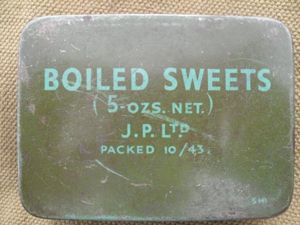 BOILED SWEETS
(5-OZS. NET.)
J.P. LTD
PACKED 10/43.